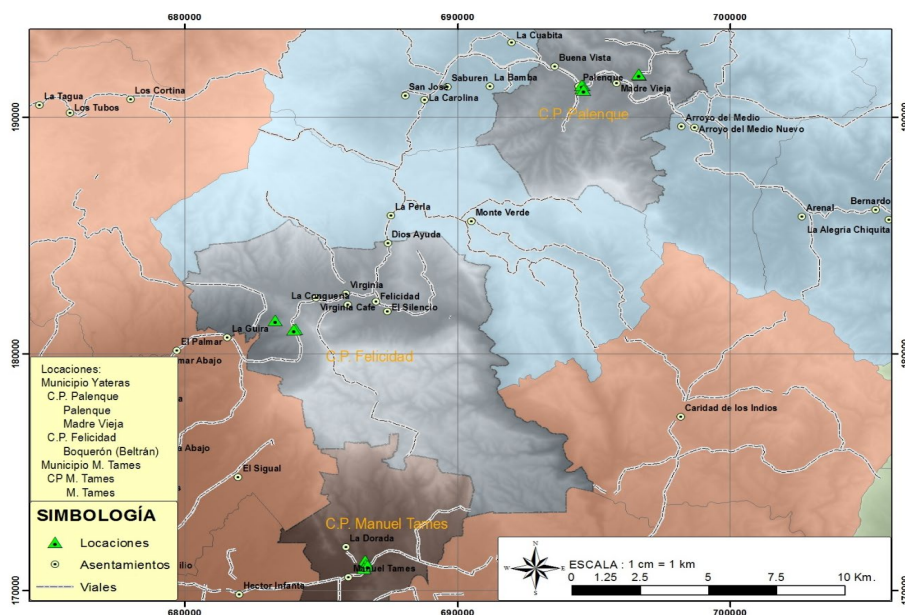 680000 690000 700000
La Cuabita
Buena Vista
La Tagua
Los Cortina
Los Tubos
San José
Saburen
La Bamba
La Carolina
Palenque
Madre Vieja
190000 190000
C.P. Palenque
Arroyo del Medio
Arroyo del Medio Nuevo
La Perla
Monte Verde
Arenal
Bernardo
La Alegria Chiquita
Dios Ayuda
Virginia
Felicidad
Virginia Cafe
El Silencio
La Guira
El Palmar
180000 180000
C.P. Felicidad
Caridad de los Indios
El Sigual
C.P. Manuel Tames
La Dorada
Manuel Tames
Hector Infanta
170000 170000
Locaciones:
Municipio Yateras
C.P. Palenque
Palenque
Madre Vieja
C.P. Felicidad
Boquerón (Beltrán)
Municipio M. Tames
CP M. Tames
M. Tames
SIMBOLOGÍA
Locaciones
Asentamientos
Viales
N
W E
S
ESCALA : 1 cm = 1 km
0 1.25 2.5 5 7.5 10 Km.
680000 690000 700000